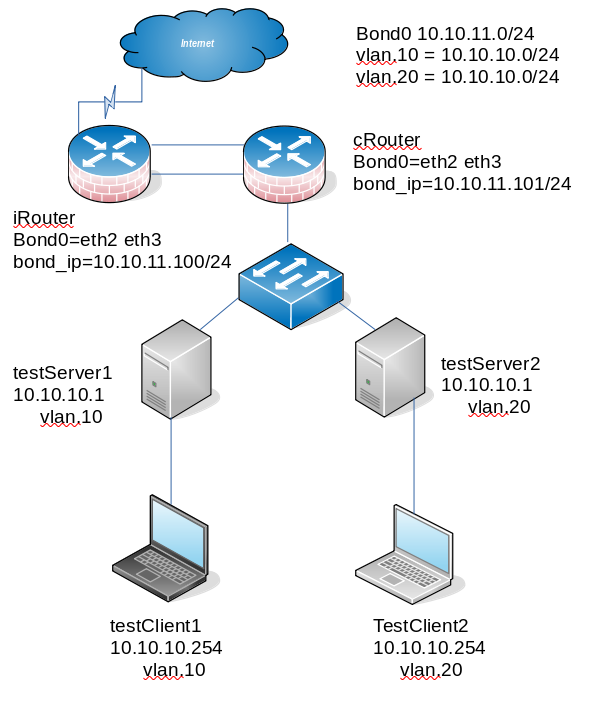 Internet
Bond0 10.10.11.0/24
vlan.10 = 10.10.10.0/24
vlan.20 = 10.10.10.0/24
cRouter
Bond0=eth2 eth3
bond_ip=10.10.11.101/24
iRouter
Bond0=eth2 eth3
bond_ip=10.10.11.100/24
testServer1
10.10.10.1
vlan.10
testServer2
10.10.10.1
vlan.20
testClient1
10.10.10.254
vlan.10
TestClient2
10.10.10.254
vlan.20